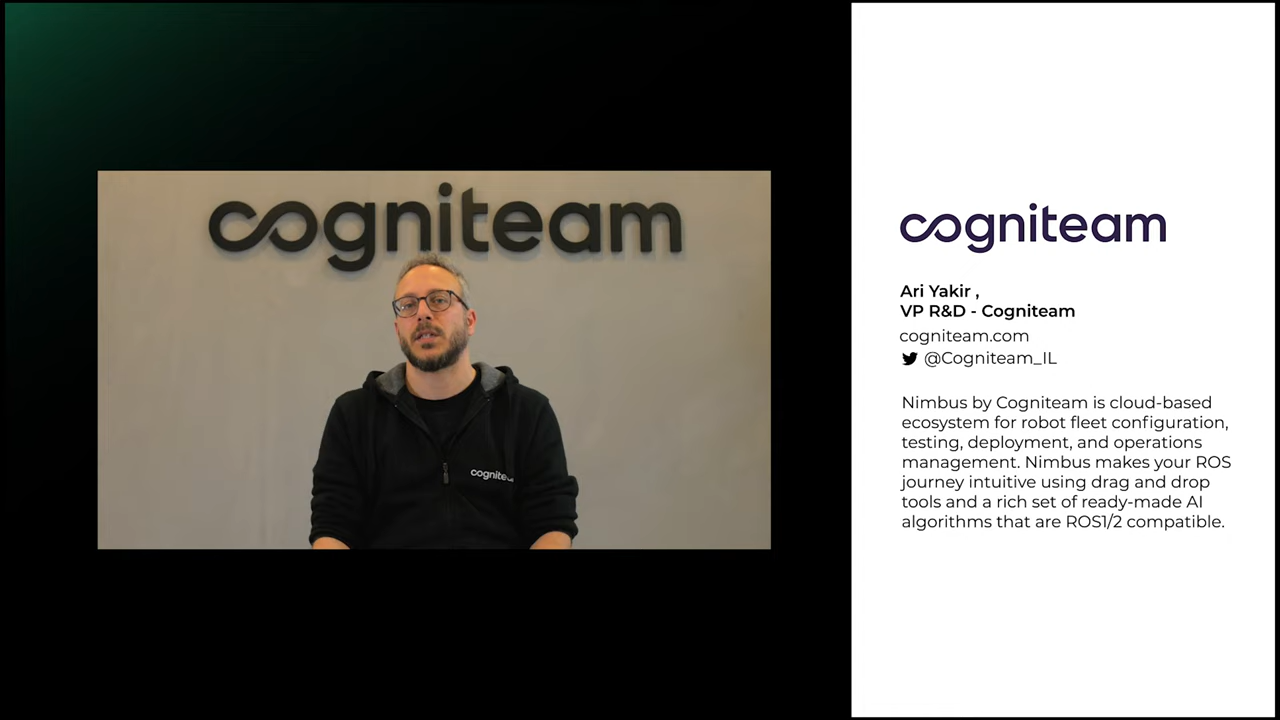 cogniteam
cogniteam
Ari Yakir ,
VP R&D - Cogniteam
cogniteam.com
@Cogniteam_IL
Nimbus by Cogniteam is cloud-based
ecosystem for robot fleet configuration,
testing, deployment, and operations
management. Nimbus makes your ROS
journey intuitive using drag and drop
tools and a rich set of ready-made AI
algorithms that are ROS1/2 compatible.